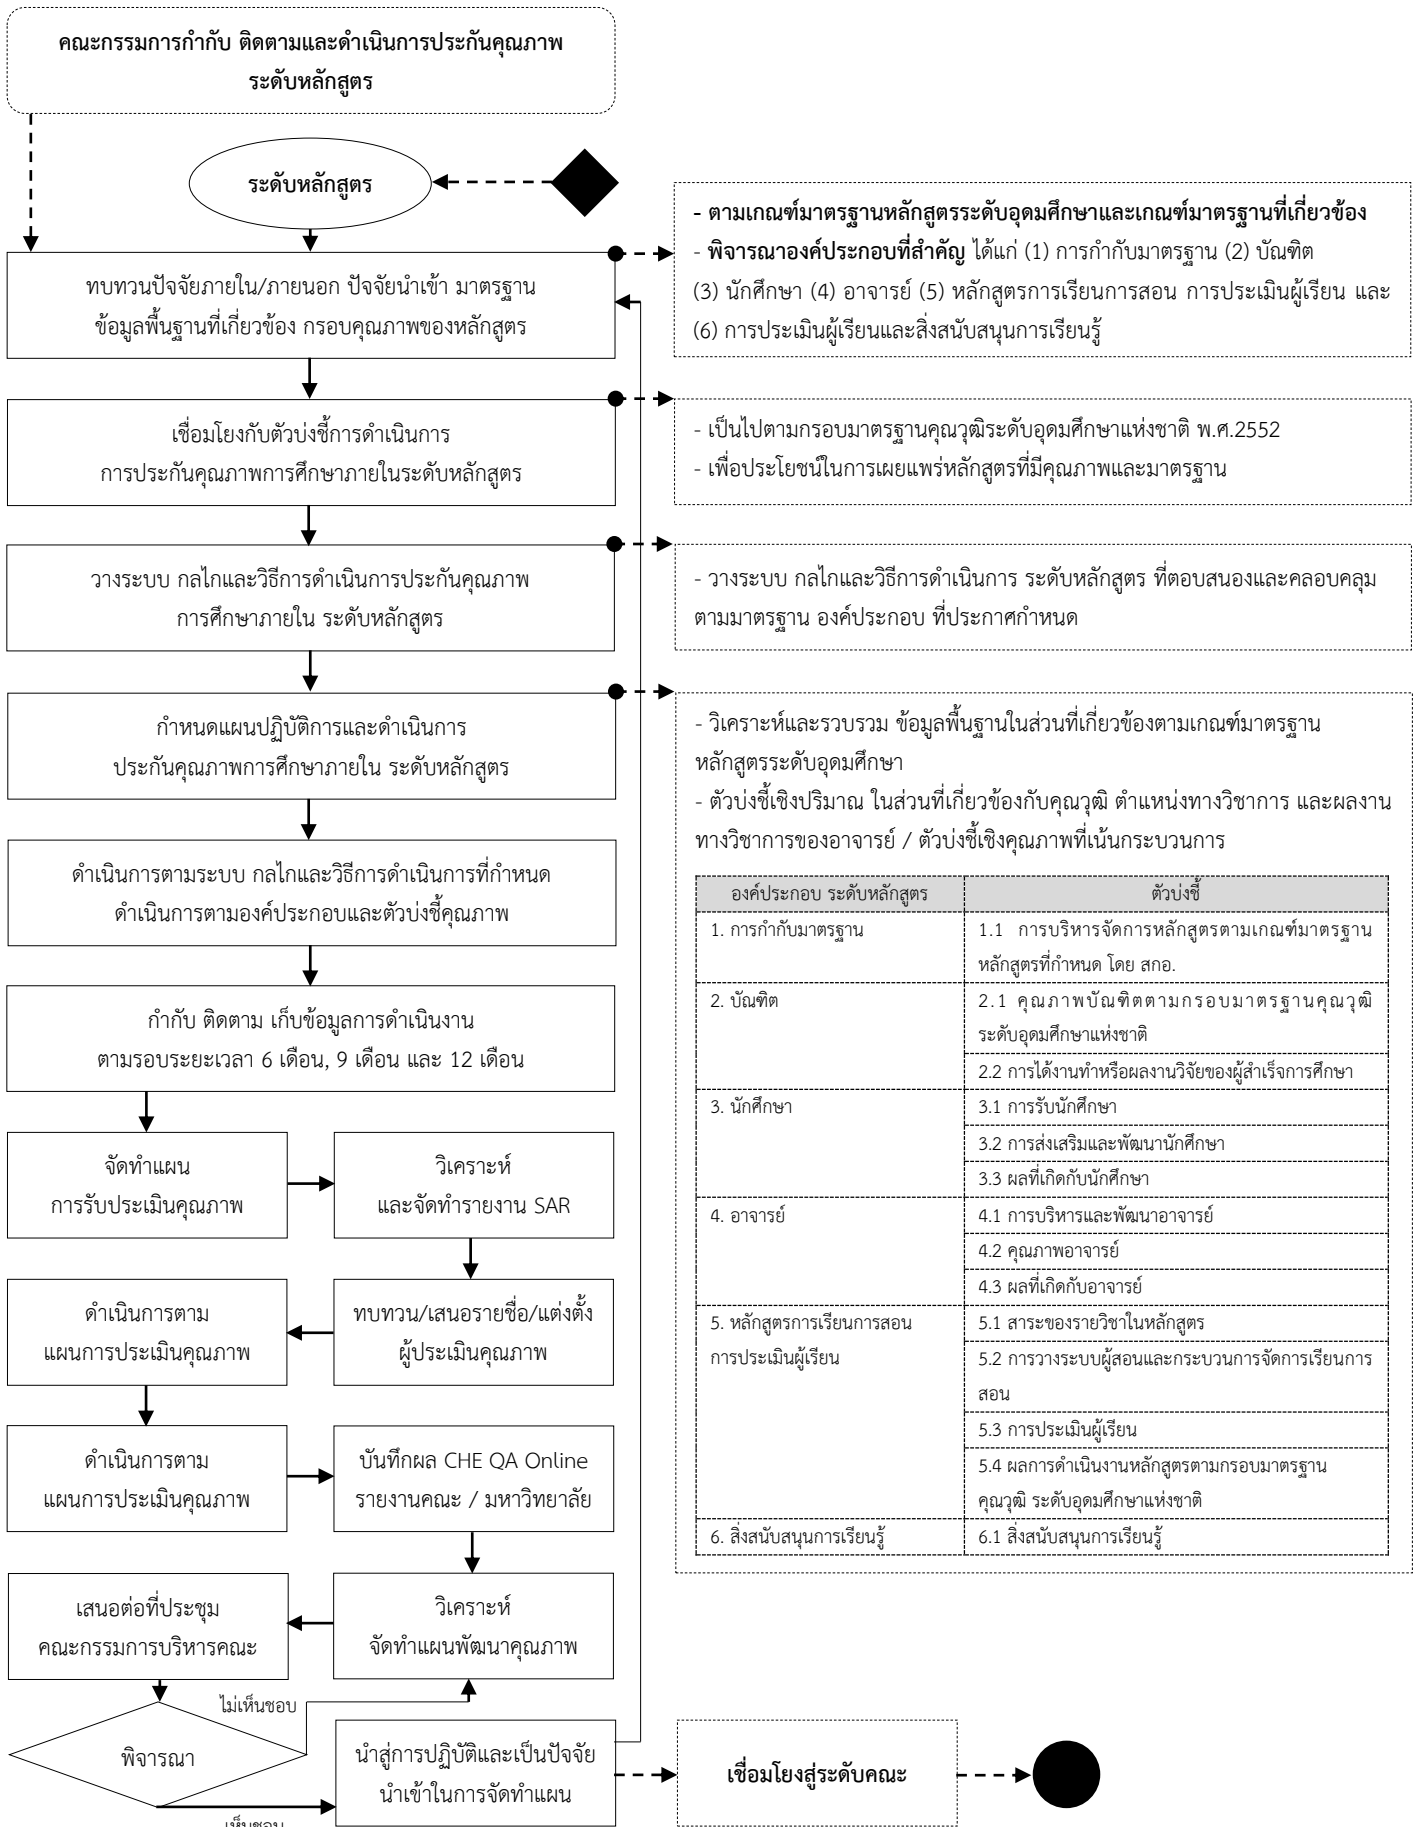 คณะกรรมการกำกับ ติดตามและดำเนินการประกันคุณภาพ
ระดับหลักสูตร
ระดับหลักสูตร
- ตามเกณฑ์มาตรฐานหลักสูตรระดับอุดมศึกษาและเกณฑ์มาตรฐานที่เกี่ยวข้อง
- พิจารณาองค์ประกอบที่สำคัญ ได้แก่ (1) การกำกับมาตรฐาน (2) บัณฑิต
(3) นักศึกษา (4) อาจารย์ (5) หลักสูตรการเรียนการสอน การประเมินผู้เรียน และ
(6) การประเมินผู้เรียนและสิ่งสนับสนุนการเรียนรู้
ทบทวนปัจจัยภายใน/ภายนอก ปัจจัยนำเข้า มาตรฐาน
ข้อมูลพื้นฐานที่เกี่ยวข้อง กรอบคุณภาพของหลักสูตร
เชื่อมโยงกับตัวบ่งชี้การดำเนินการ
การประกันคุณภาพการศึกษาภายในระดับหลักสูตร
- เป็นไปตามกรอบมาตรฐานคุณวุฒิระดับอุดมศึกษาแห่งชาติ พ.ศ.2552
- เพื่อประโยชน์ในการเผยแพร่หลักสูตรที่มีคุณภาพและมาตรฐาน
วางระบบ กลไกและวิธีการดำเนินการประกันคุณภาพ
การศึกษาภายใน ระดับหลักสูตร
- วางระบบ กลไกและวิธีการดำเนินการ ระดับหลักสูตร ที่ตอบสนองและคลอบคลุม
ตามมาตรฐาน องค์ประกอบ ที่ประกาศกำหนด
กำหนดแผนปฏิบัติการและดำเนินการ
ประกันคุณภาพการศึกษาภายใน ระดับหลักสูตร
- วิเคราะห์และรวบรวม ข้อมูลพื้นฐานในส่วนที่เกี่ยวข้องตามเกณฑ์มาตรฐาน
หลักสูตรระดับอุดมศึกษา
- ตัวบ่งชี้เชิงปริมาณ ในส่วนที่เกี่ยวข้องกับคุณวุฒิ ตำแหน่งทางวิชาการ และผลงาน
ทางวิชาการของอาจารย์ / ตัวบ่งชี้เชิงคุณภาพที่เน้นกระบวนการ
องค์ประกอบ ระดับหลักสูตร
ตัวบ่งชี้
1. การกำกับมาตรฐาน
1.1 การบริหารจัดการหลักสูตรตามเกณฑ์มาตรฐาน
หลักสูตรที่กำหนด โดย สกอ.
2. บัณฑิต
2.1 คุณภาพบัณฑิตตามกรอบมาตรฐานคุณวุฒิ
ระดับอุดมศึกษาแห่งชาติ
2.2 การได้งานทำหรือผลงานวิจัยของผู้สำเร็จการศึกษา
3. นักศึกษา
3.1 การรับนักศึกษา
3.2 การส่งเสริมและพัฒนานักศึกษา
3.3 ผลที่เกิดกับนักศึกษา
4. อาจารย์
4.1 การบริหารและพัฒนาอาจารย์
4.2 คุณภาพอาจารย์
4.3 ผลที่เกิดกับอาจารย์
5. หลักสูตรการเรียนการสอน
การประเมินผู้เรียน
5.1 สาระของรายวิชาในหลักสูตร
5.2 การวางระบบผู้สอนและกระบวนการจัดการเรียนการ
สอน
5.3 การประเมินผู้เรียน
5.4 ผลการดำเนินงานหลักสูตรตามกรอบมาตรฐาน
คุณวุฒิ ระดับอุดมศึกษาแห่งชาติ
6. สิ่งสนับสนุนการเรียนรู้
6.1 สิ่งสนับสนุนการเรียนรู้
ดำเนินการตามระบบ กลไกและวิธีการดำเนินการที่กำหนด
ดำเนินการตามองค์ประกอบและตัวบ่งชี้คุณภาพ
กำกับ ติดตาม เก็บข้อมูลการดำเนินงาน
ตามรอบระยะเวลา 6 เดือน, 9 เดือน และ 12 เดือน
จัดทำแผน
การรับประเมินคุณภาพ
วิเคราะห์
และจัดทำรายงาน SAR
ดำเนินการตาม
แผนการประเมินคุณภาพ
ทบทวน/เสนอรายชื่อ/แต่งตั้ง
ผู้ประเมินคุณภาพ
ดำเนินการตาม
แผนการประเมินคุณภาพ
บันทึกผล CHE QA Online
รายงานคณะ / มหาวิทยาลัย
เสนอต่อที่ประชุม
คณะกรรมการบริหารคณะ
วิเคราะห์
จัดทำแผนพัฒนาคุณภาพ
ไม่เห็นชอบ
พิจารณา
นำสู่การปฏิบัติและเป็นปัจจัย
นำเข้าในการจัดทำแผน
เชื่อมโยงสู่ระดับคณะ
เห็นชอบ